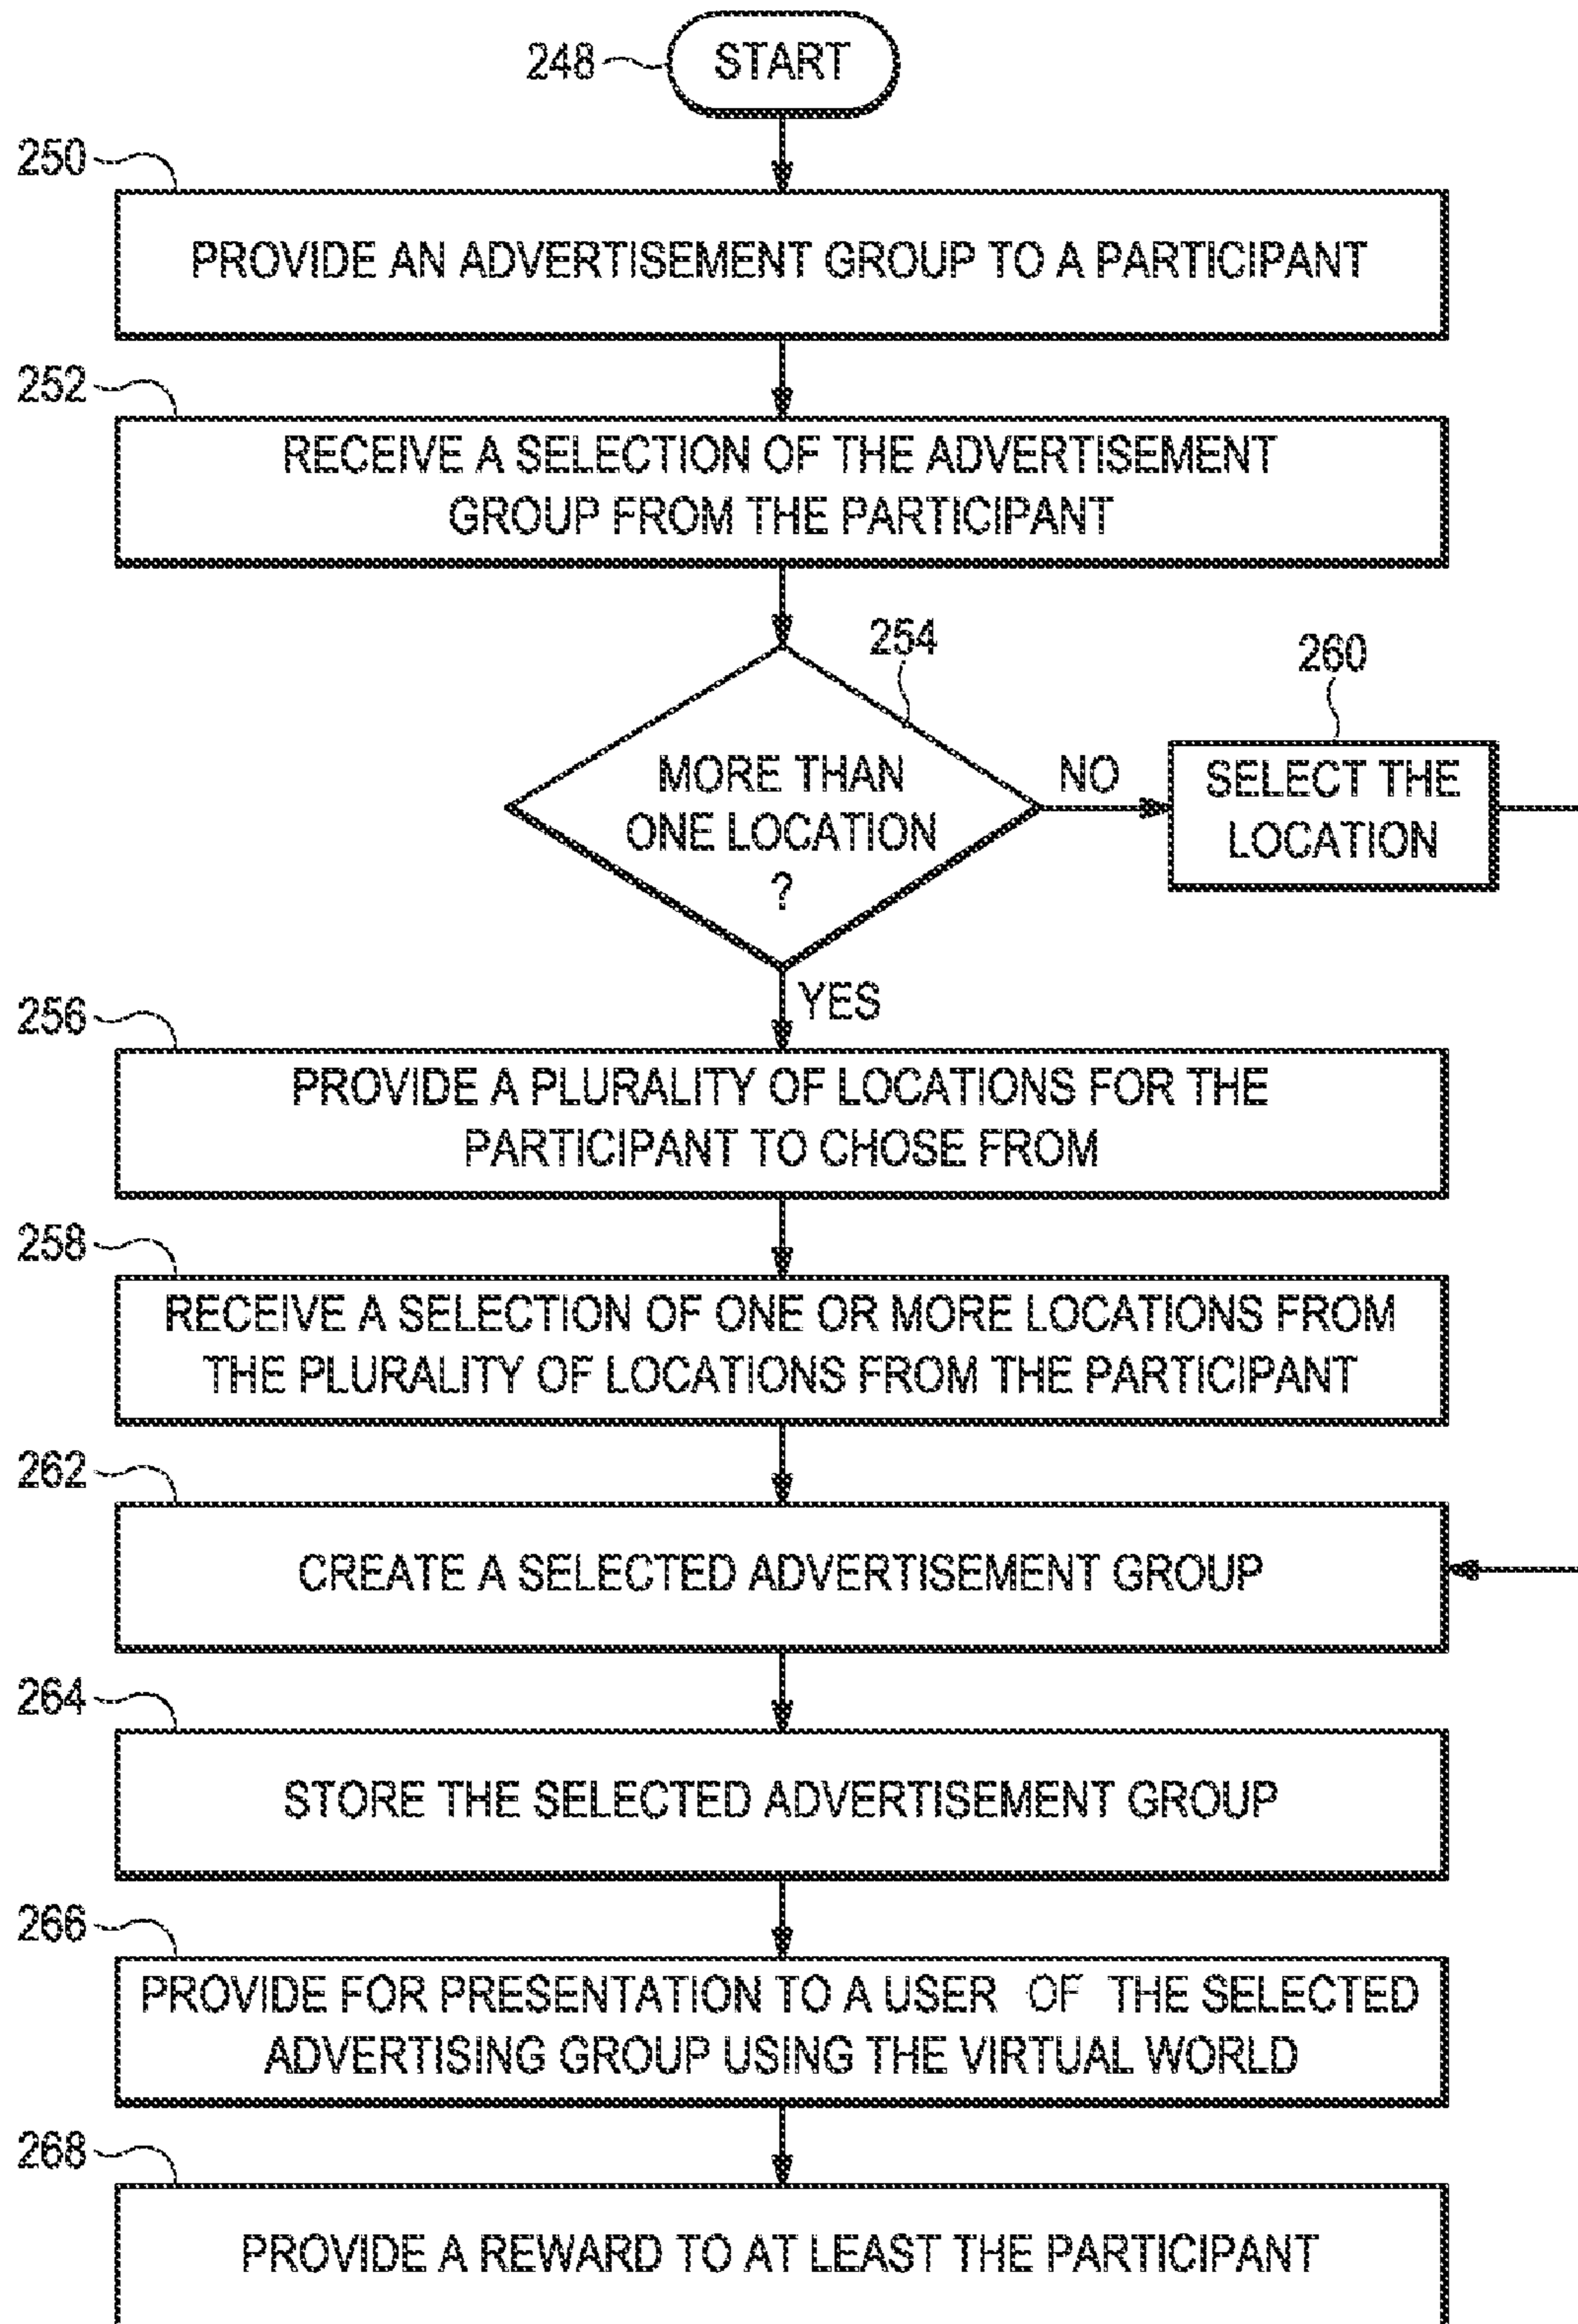 248
START
250
PROVIDE AN ADVERTISEMENT GROUP TO A PARTICIPANT
252
RECEIVE A SELECTION OF THE ADVERTISEMENT
GROUP FROM THE PARTICIPANT
254
MORE THAN
ONE LOCATION
?
NO
260
SELECT THE
LOCATION
YES
256
PROVIDE A PLURALITY OF LOCATIONS FOR THE
PARTICIPANT TO CHOSE FROM
258
RECEIVE A SELECTION OF ONE OR MORE LOCATIONS FROM
THE PLURALITY OF LOCATIONS FROM THE PARTICIPANT
262
CREATE A SELECTED ADVERTISEMENT GROUP
264
STORE THE SELECTED ADVERTISEMENT GROUP
266
PROVIDE FOR PRESENTATION TO A USER OF THE SELECTED
ADVERTISING GROUP USING THE VIRTUAL WORLD
268
PROVIDE A REWARD TO AT LEAST THE PARTICIPANT